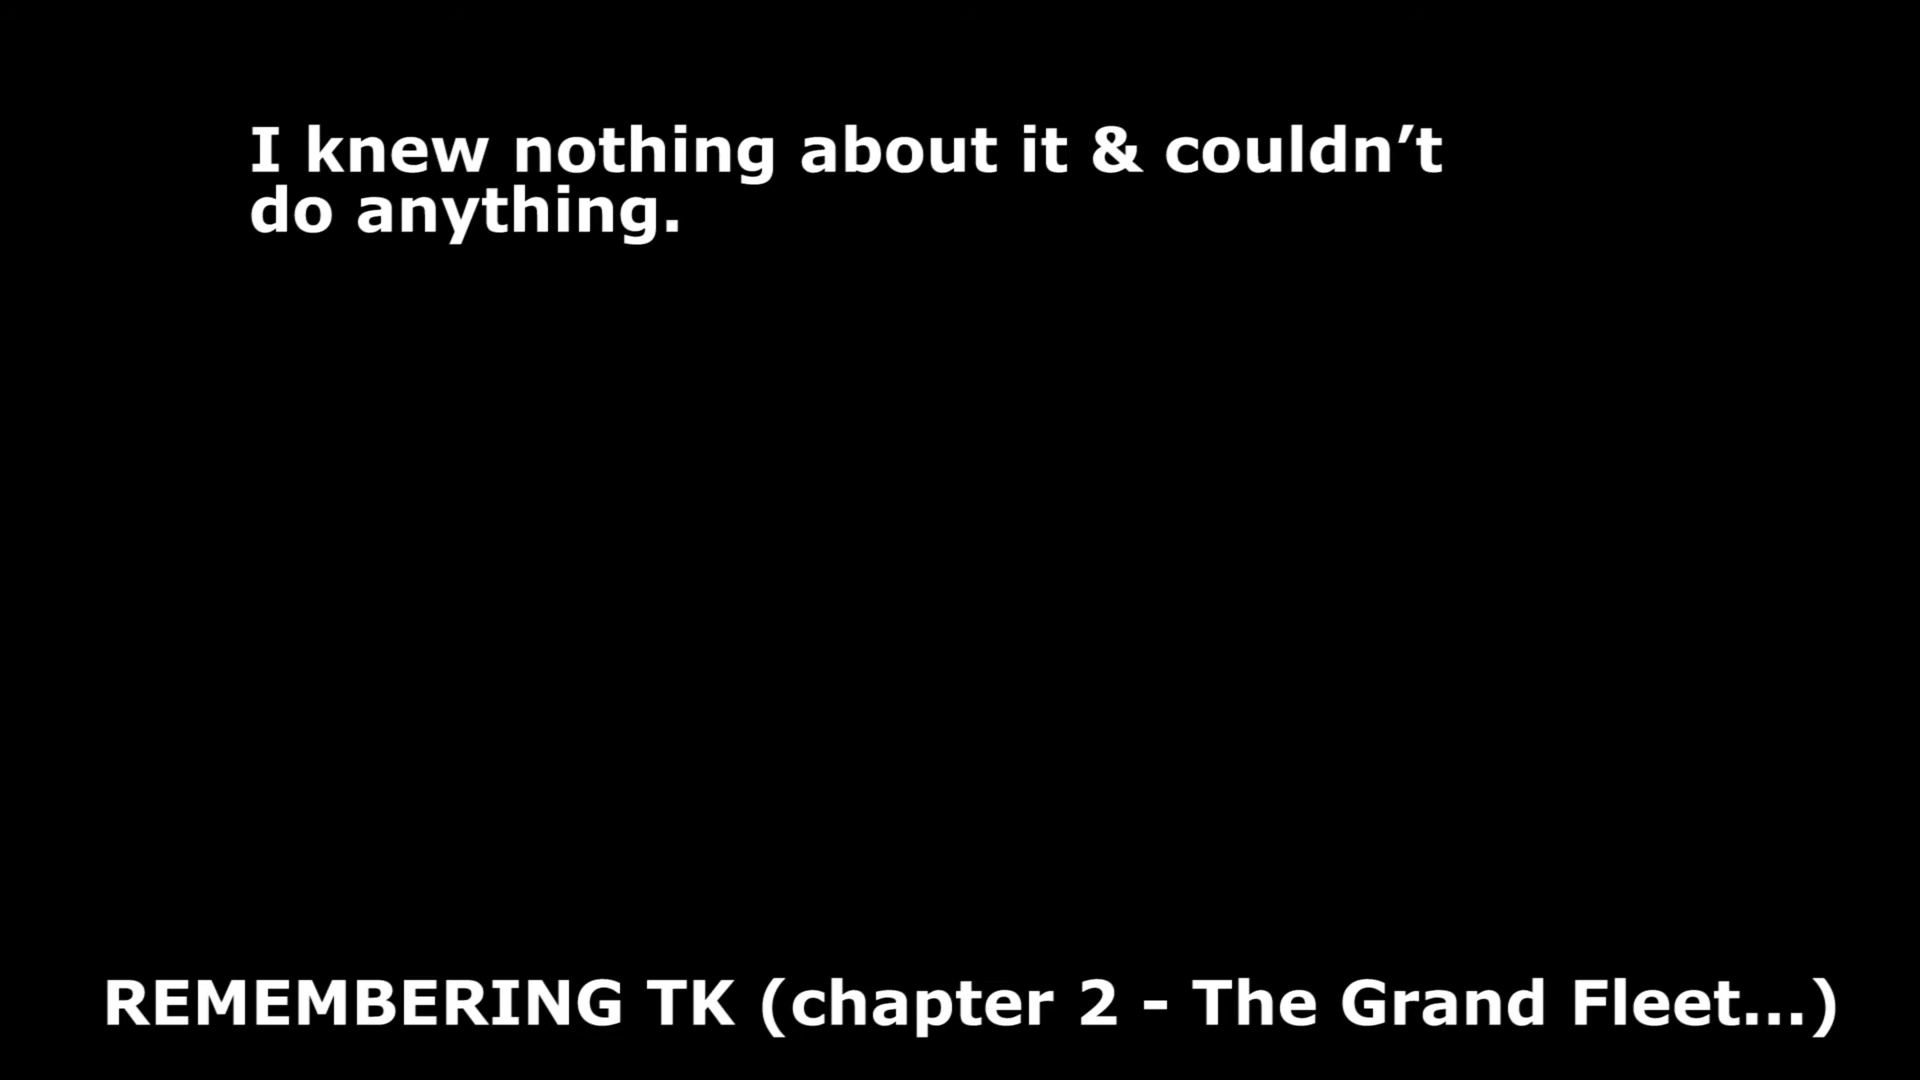 I knew nothing about it & couldn’t
do anything.
REMEMBERING TK (chapter 2 - The Grand Fleet...)